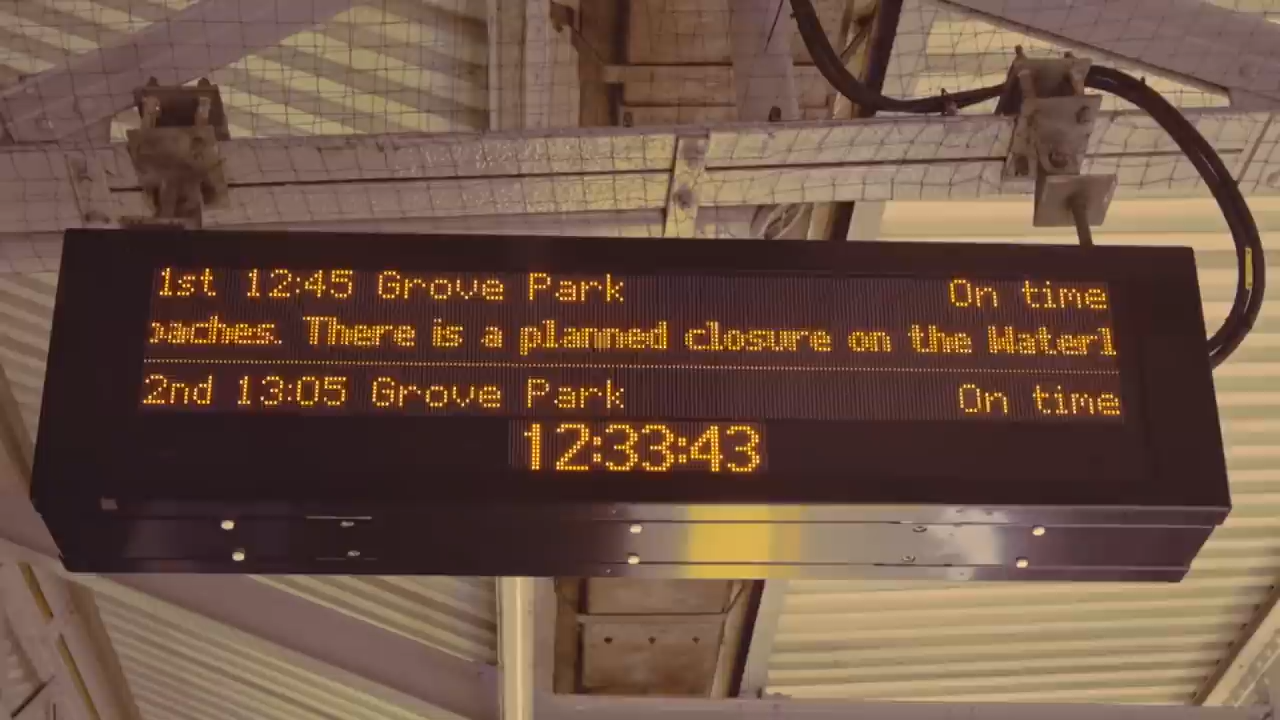 1st 12:45 Grove Park On time
There is a planned closure on the
2nd 13:05 Grove Park On time
12:33:43